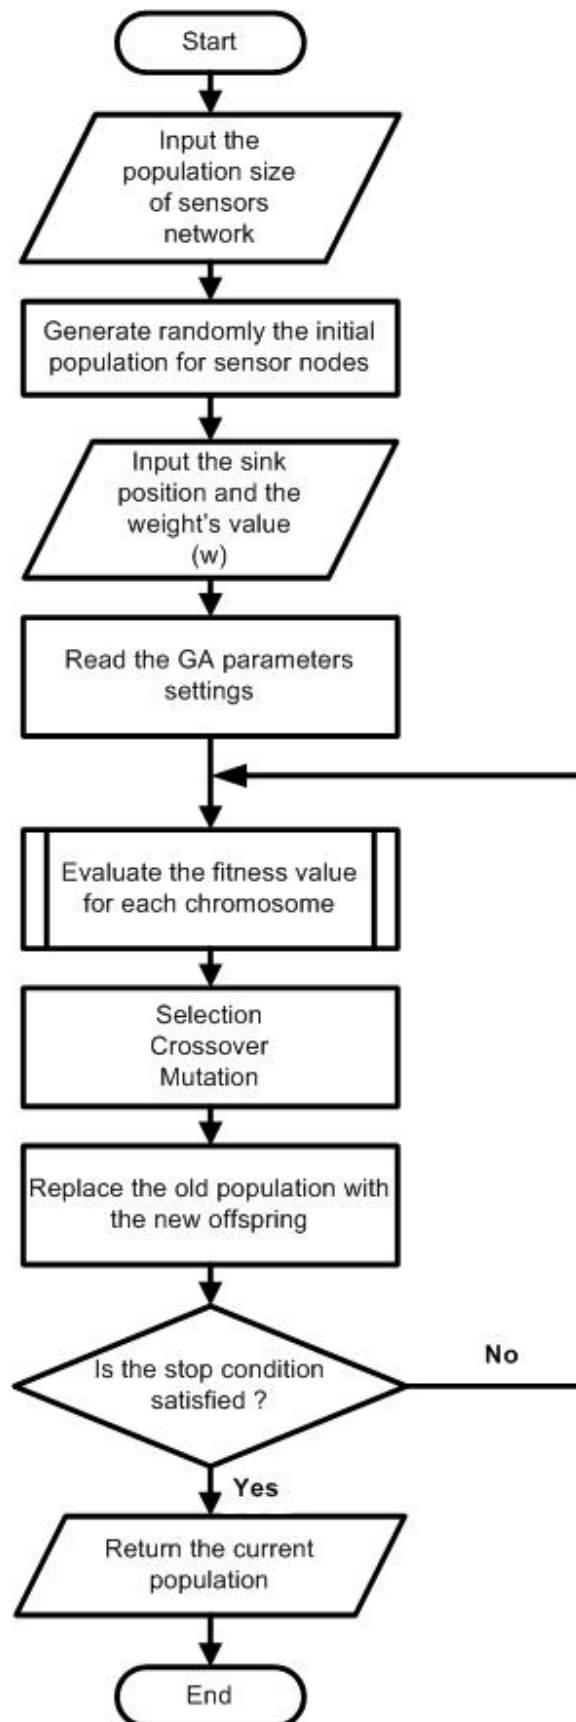 Start
Input the
population size
of sensors
network
Generate randomly the initial
population for sensor nodes
Input the sink
position and the
weight's value
(w)
Read the GA parameters
settings
Evaluate the fitness value
for each chromosome
Selection
Crossover
Mutation
Replace the old population with
the new offspring
Is the stop condition
satisfied ?
No
Yes
Return the current
population
End